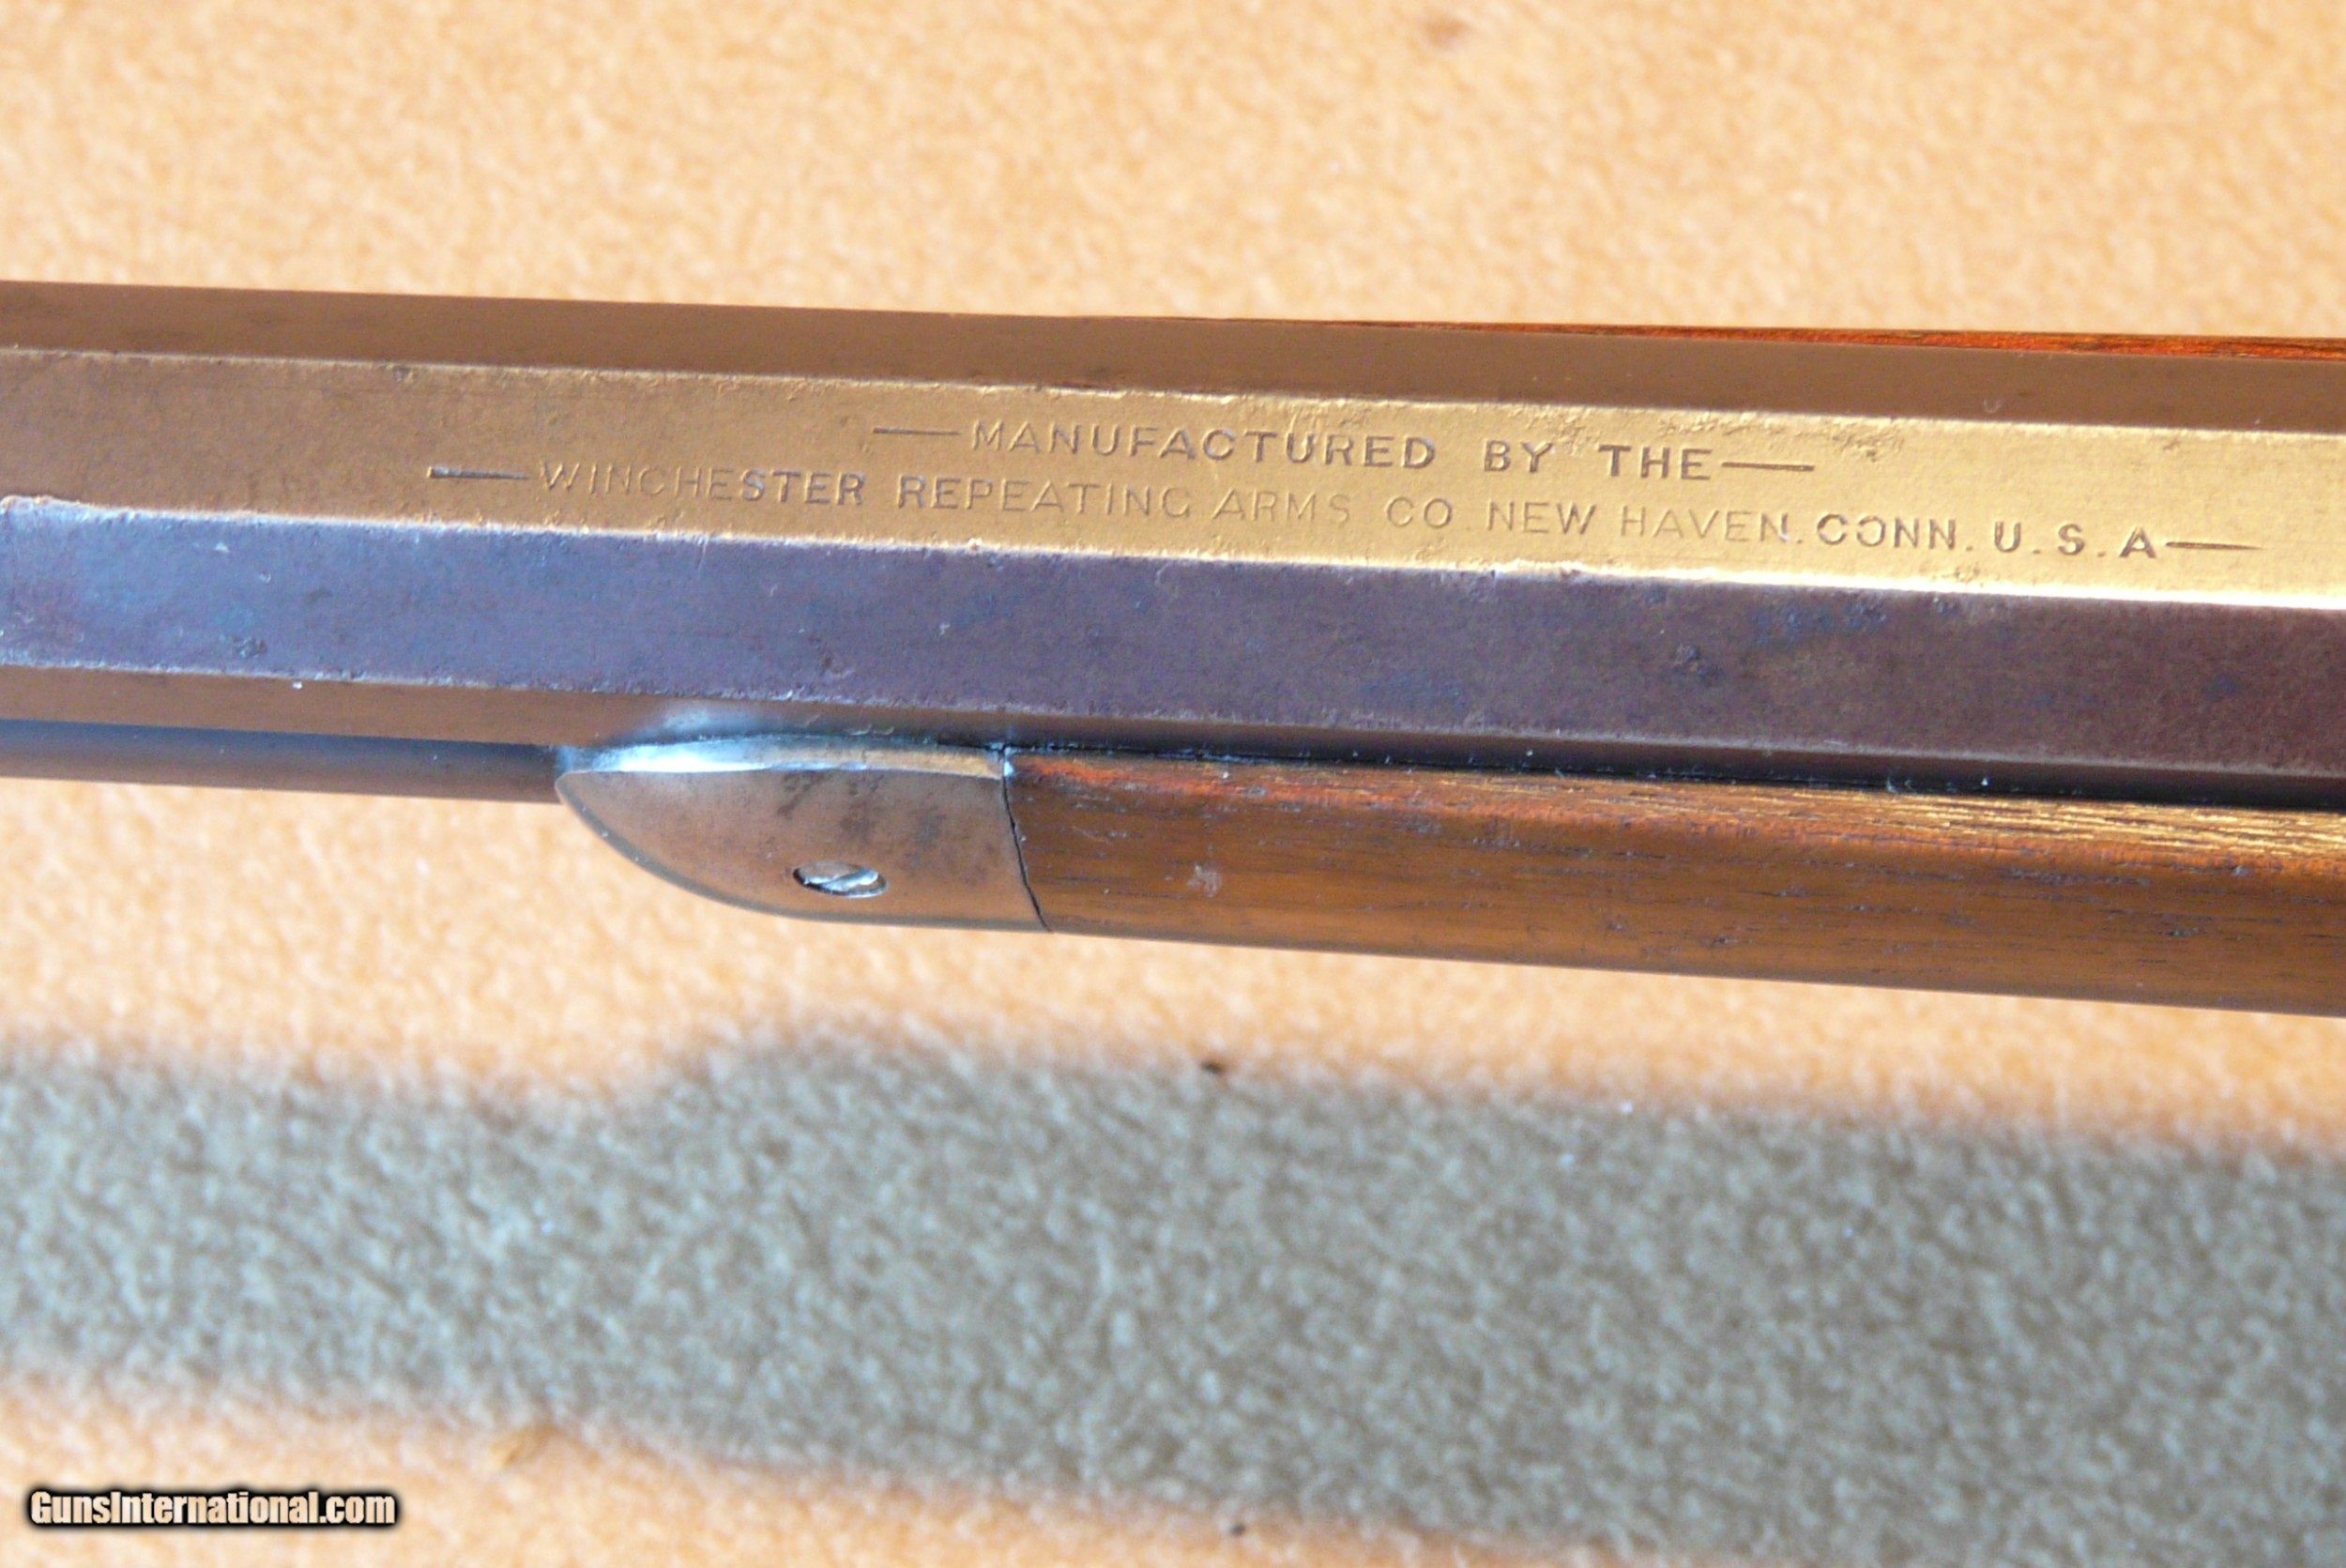 —MANUFACTURED BY THE—
—WINCHESTER REPEATING ARMS CO. NEW HAVEN. CONN. U.S.A—
GunsInternational.com